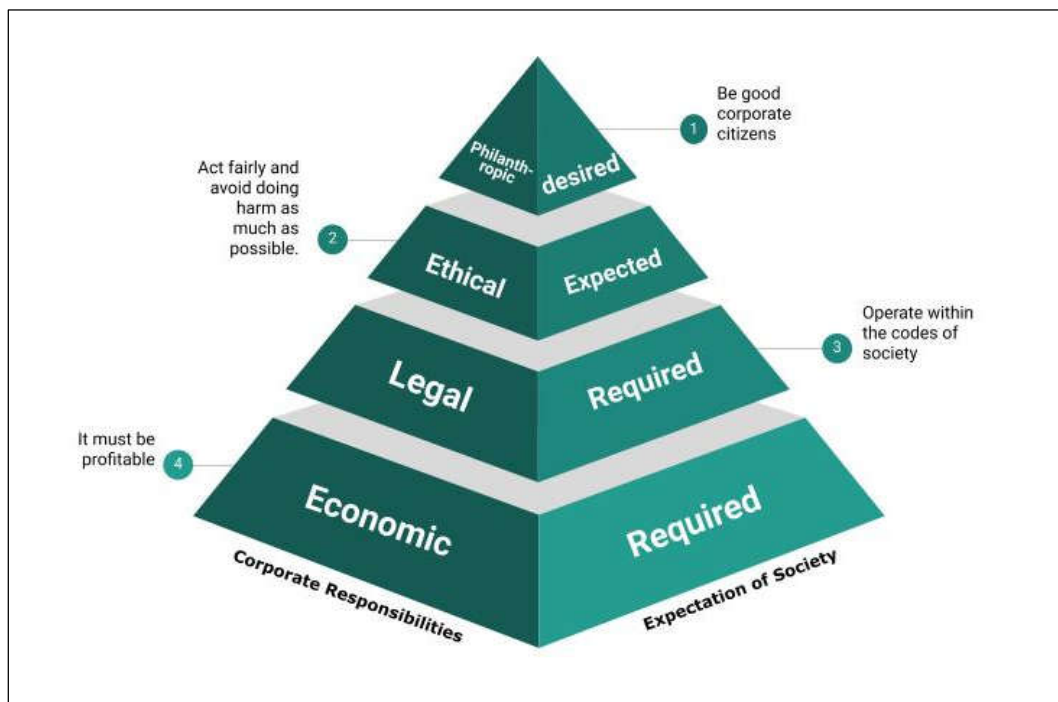 Be good
corporate
citizens
1
Philanth-
ropic
desired
Act fairly and
avoid doing
harm as
much as
possible.
2
Ethical
Expected
Operate within
the codes of
society
3
Legal
Required
It must be
profitable
4
Economic
Required
Corporate Responsibilities
Expectation of Society